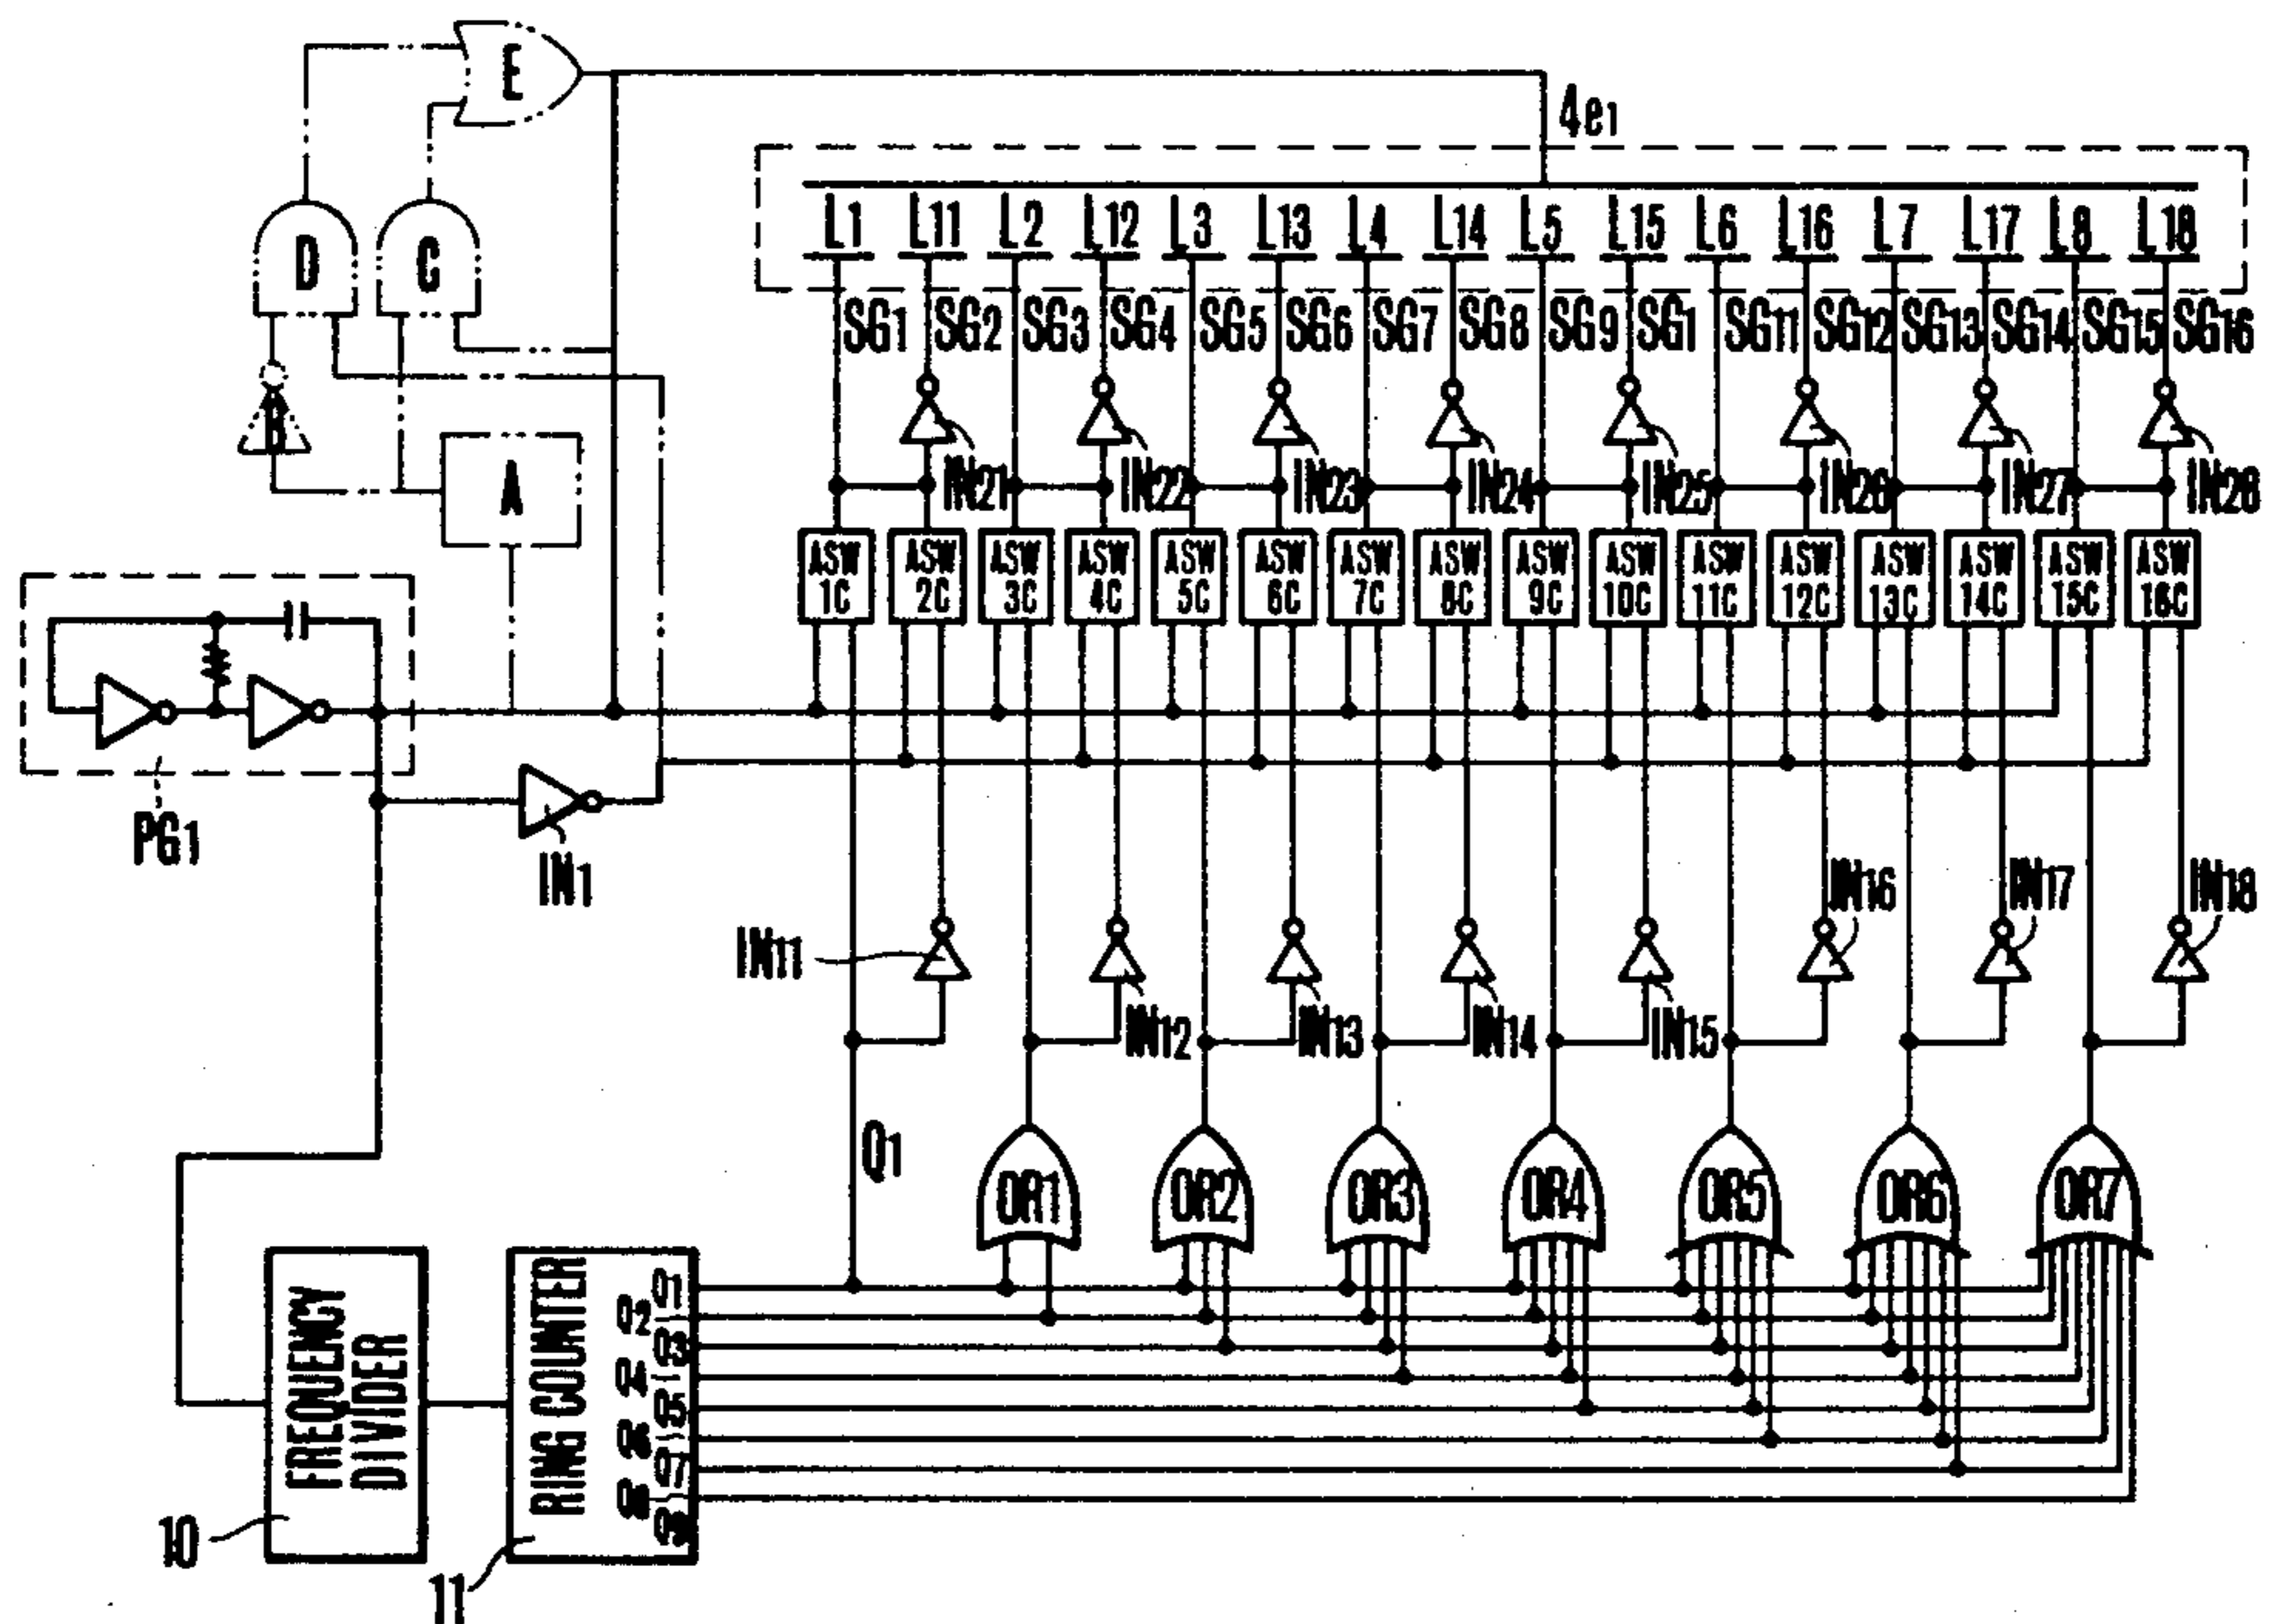 E
4e1
D
C
L1 L11 L2 L12 L3 L13 L4 L14 L5 L15 L6 L16 L7 L17 L8 L18
SG1 SG2 SG3 SG4 SG5 SG6 SG7 SG8 SG9 SG1 SG11 SG12 SG13 SG14 SG15 SG16
B
A
IN21 IN22 IN23 IN24 IN25 IN26 IN27 IN28
ASW 1C
ASW 2C
ASW 3C
ASW 4C
ASW 5C
ASW 6C
ASW 7C
ASW 8C
ASW 9C
ASW 10C
ASW 11C
ASW 12C
ASW 13C
ASW 14C
ASW 15C
ASW 16C
PG1
IN1
IN16 IN17 IN18
IN11
IN12 IN13 IN14 IN15
Q1
OR1 OR2 OR3 OR4 OR5 OR6 OR7
FREQUENCY
DIVIDER
RING COUNTER
Q1
Q2
Q3
Q4
Q5
Q7
10
11